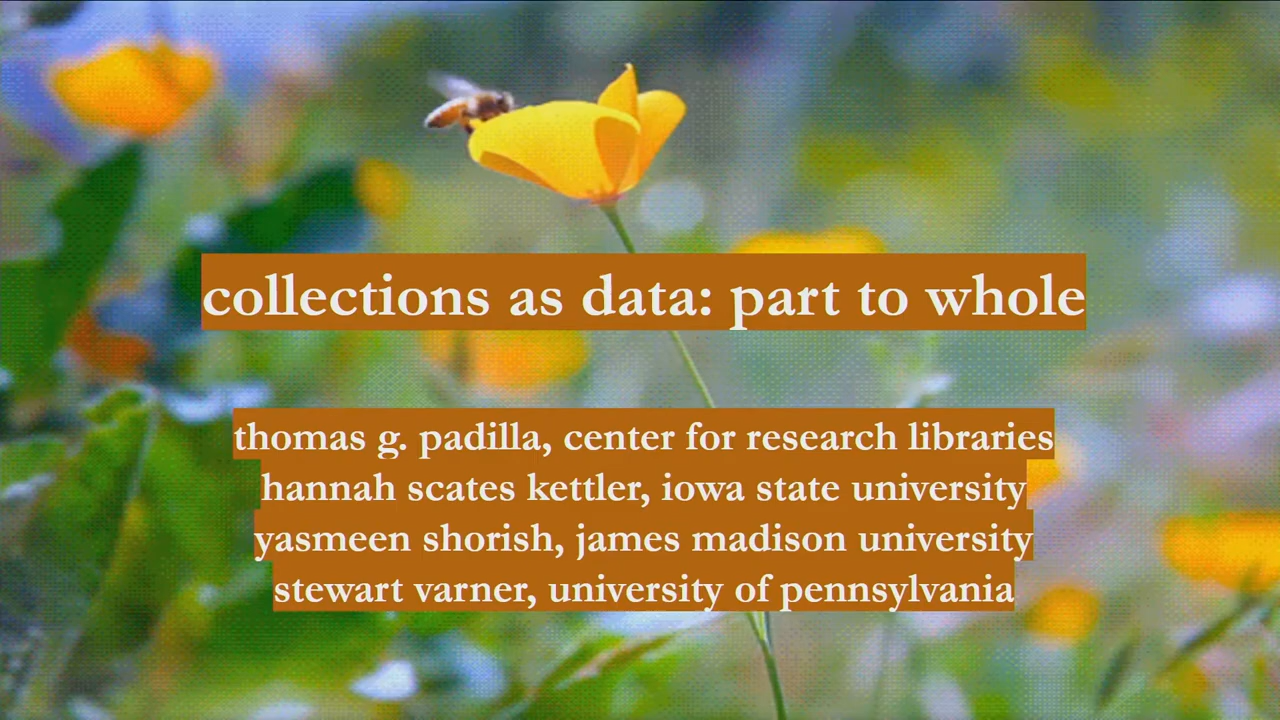 collections as data: part to whole
thomas g. padilla, center for research libraries
hannah scates kettler, iowa state university
yasmeen shorish, james madison university
stewart varner, university of pennsylvania